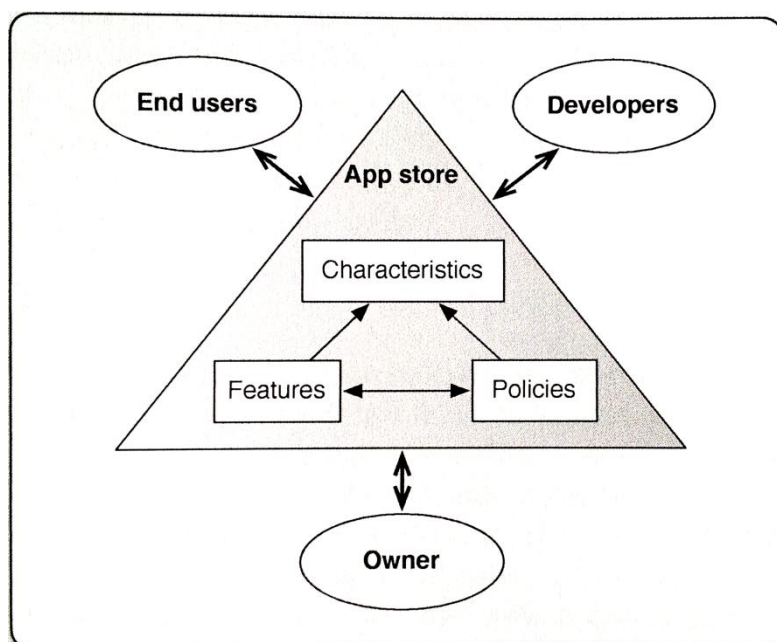 End users
Developers
App store
Characteristics
Features
Policies
Owner